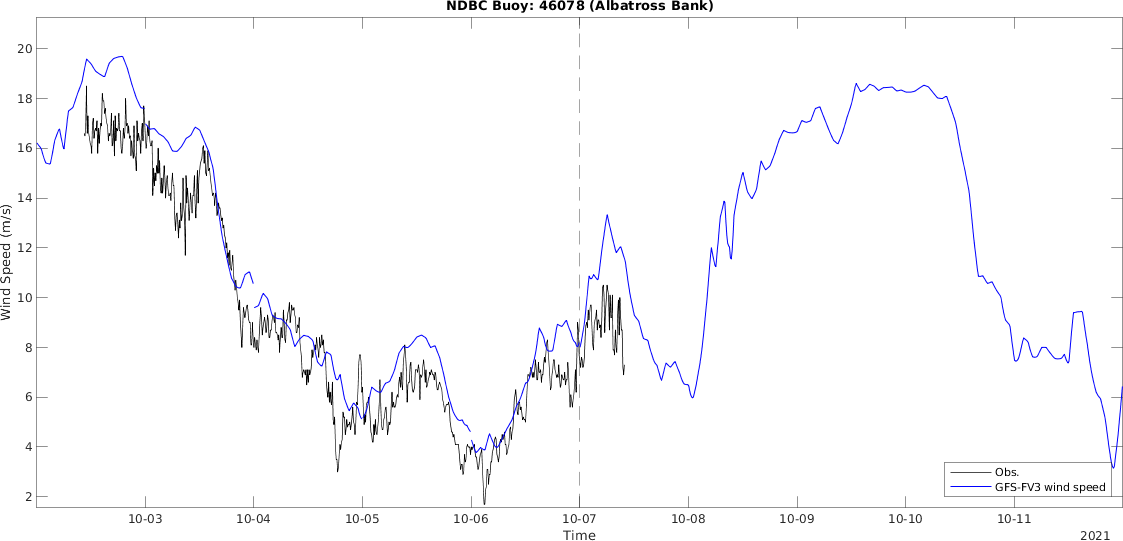 NDBC Buoy: 46078 (Albatross Bank)
20
18
16
14
12
10
8
6
4
2
Wind Speed (m/s)
10-03 10-04 10-05 10-06 10-07 10-08 10-09 10-10 10-11
Time
2021
Obs.
GFS-FV3 wind speed